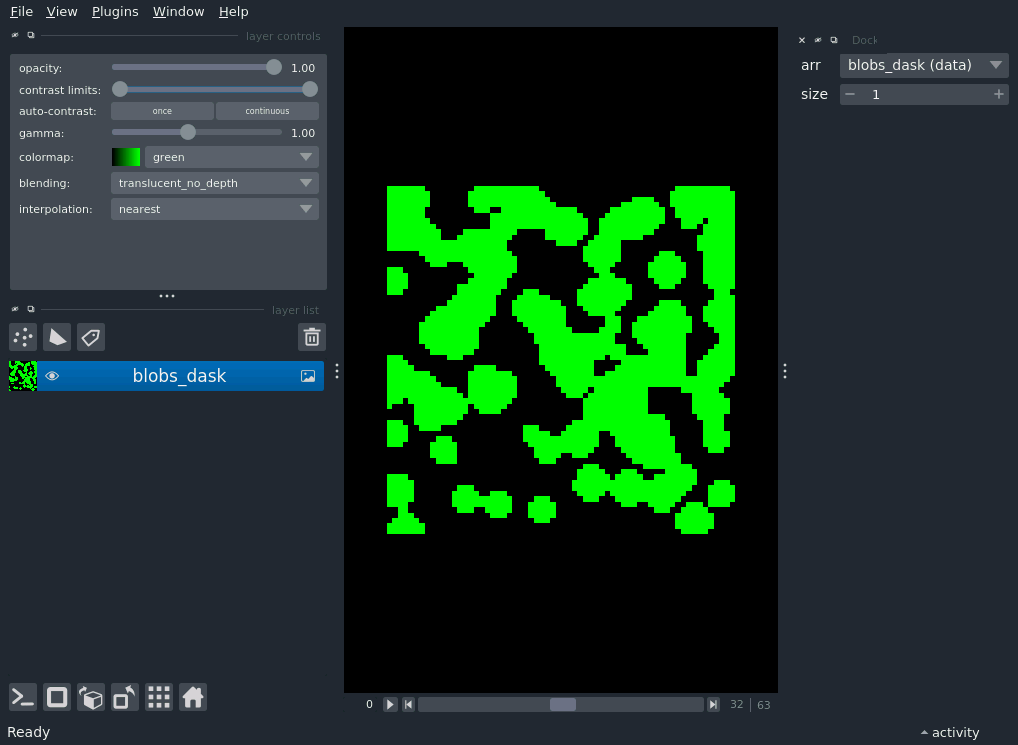 File View Plugins Window Help
layer controls
opacity: 1.00
contrast limits:
auto-contrast: once continuous
gamma: 1.00
colormap: green
blending: translucent_no_depth
interpolation: nearest
layer list
blobs_dask
Dock
arr blobs_dask (data)
size 1
0 32 63
Ready
activity